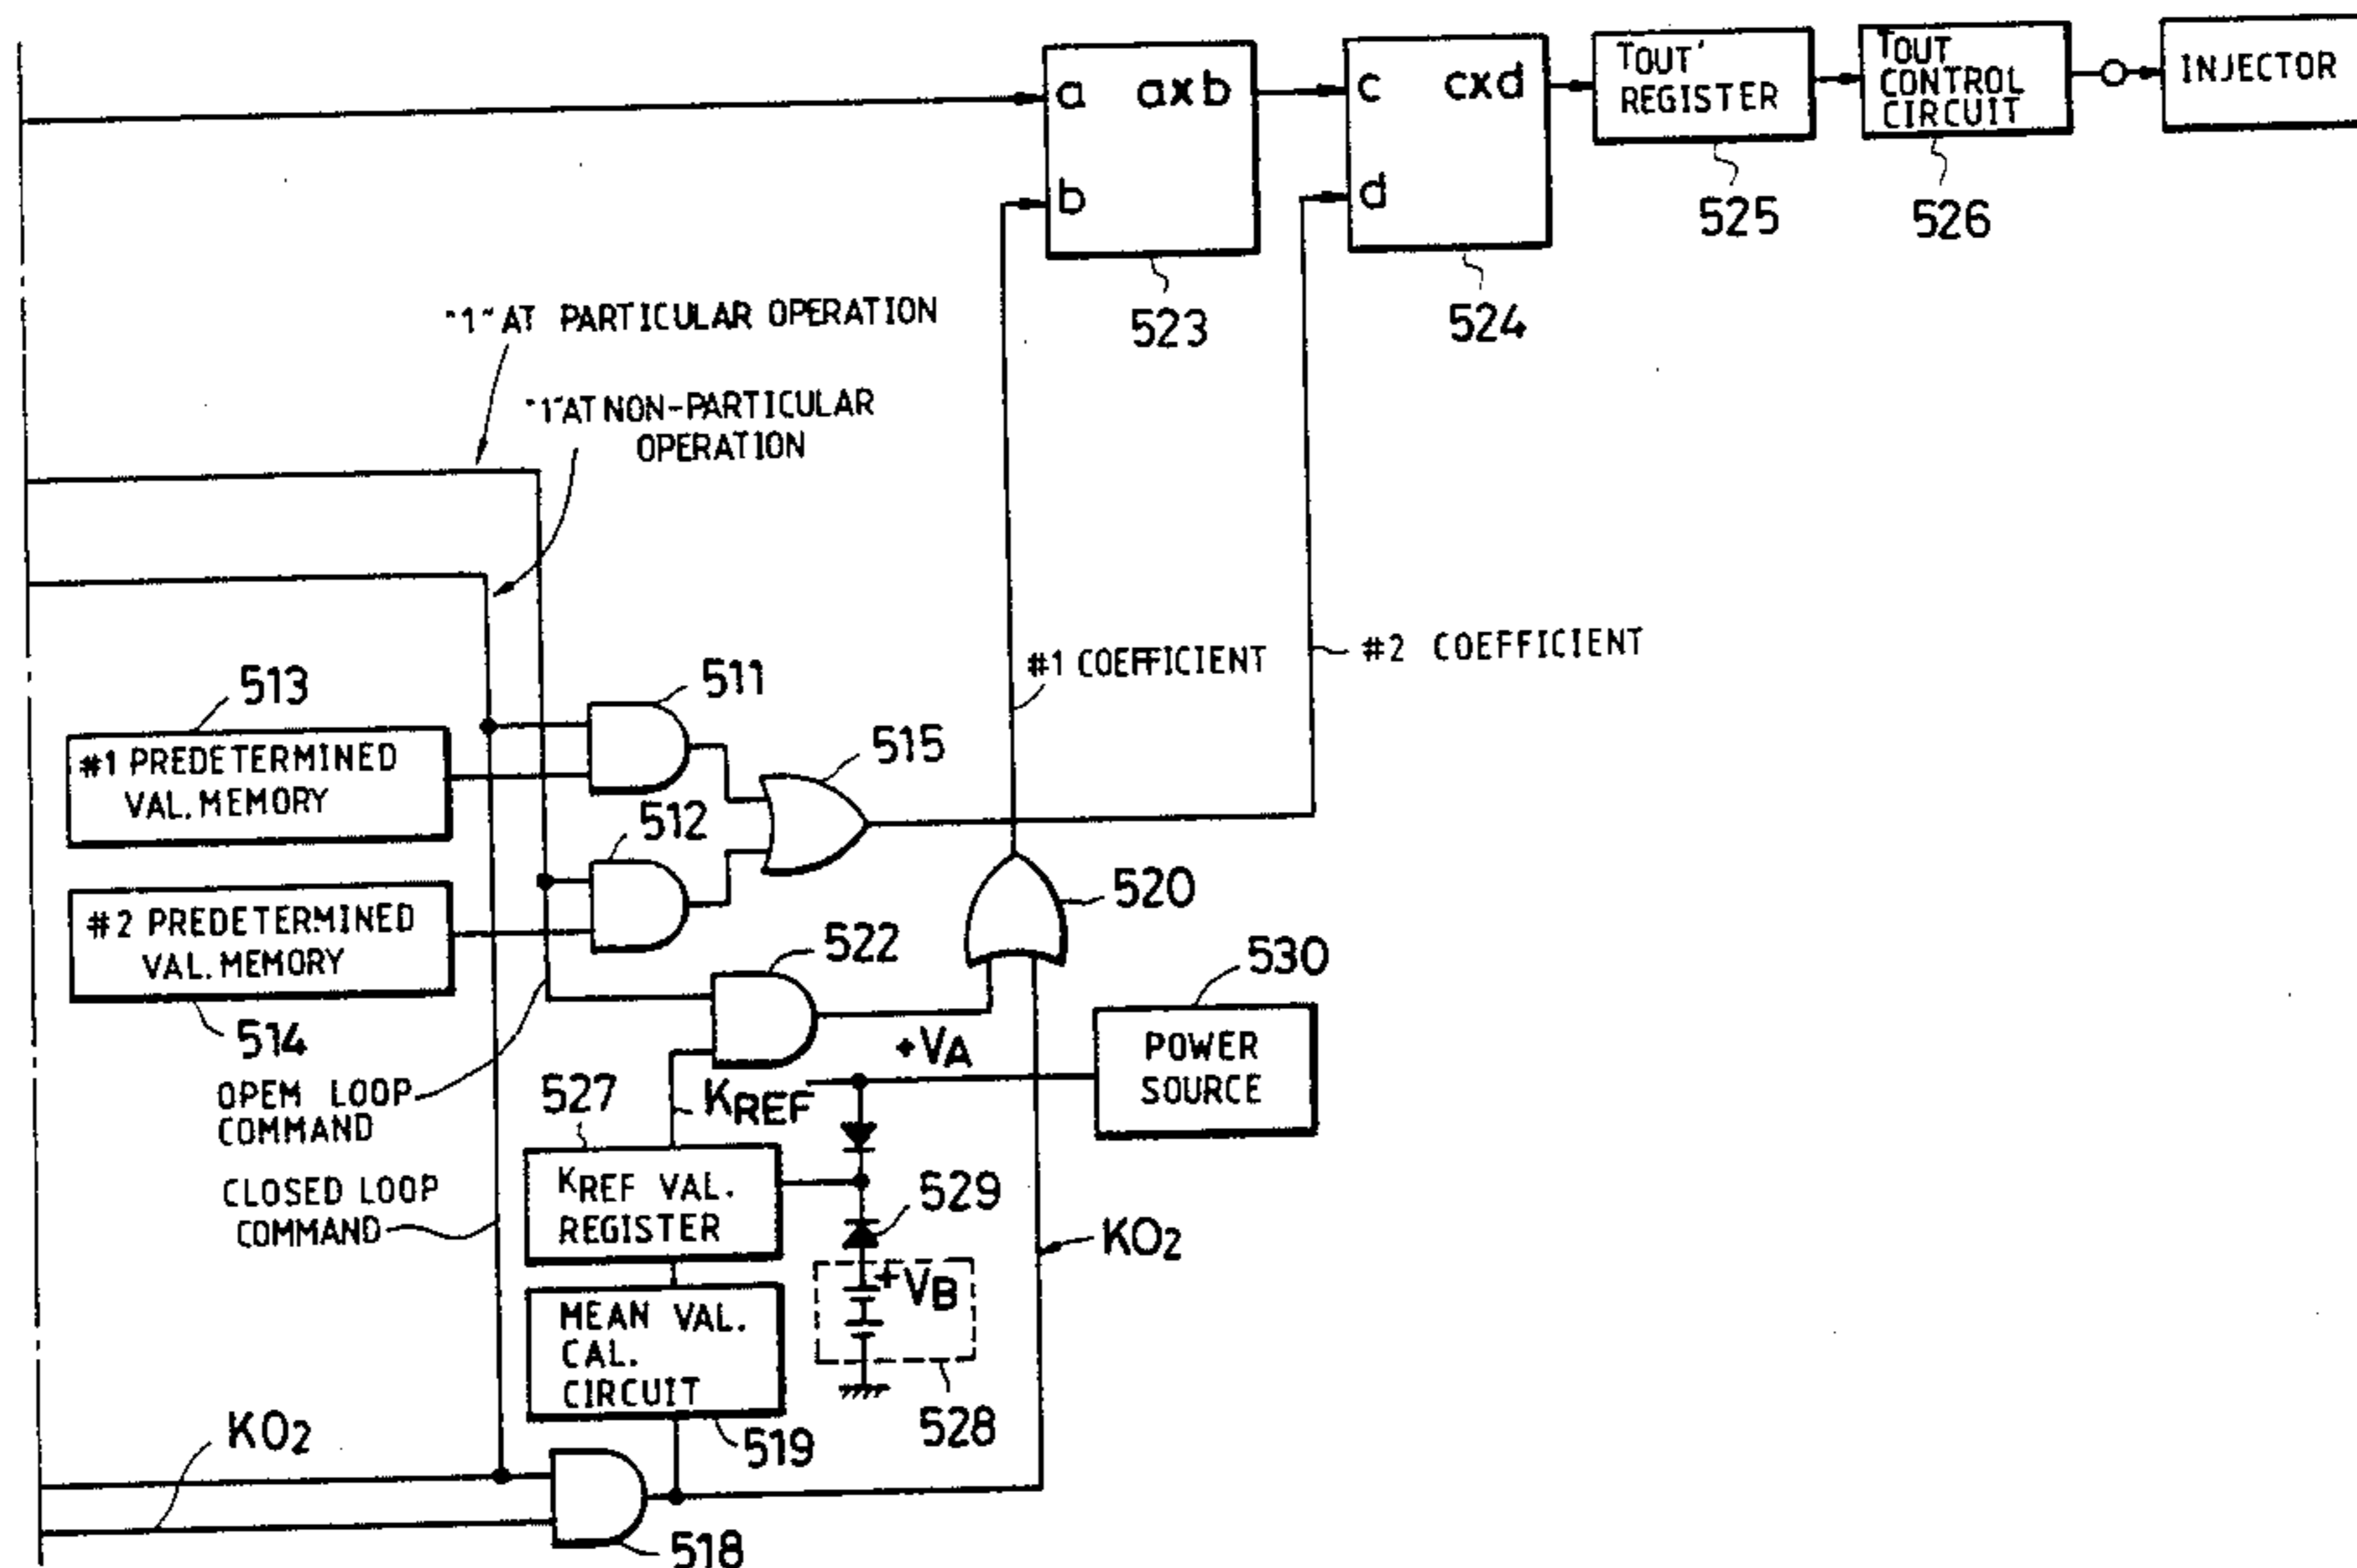 a axb
b
523
c cxd
d
524
TOUT'
REGISTER
525
TOUT
CONTROL
CIRCUIT
526
INJECTOR
"1" AT PARTICULAR OPERATION
"1" AT NON-PARTICULAR
OPERATION
#1 COEFFICIENT
#2 COEFFICIENT
513
#1 PREDETERMINED
VAL. MEMORY
511
515
512
#2 PREDETERMINED
VAL. MEMORY
514
522
520
530
POWER
SOURCE
+VA
KREF
OPEM LOOP
COMMAND
527
KREF VAL.
REGISTER
529
CLOSED LOOP
COMMAND
KO2
+VB
MEAN VAL.
CAL.
CIRCUIT
528
519
KO2
518